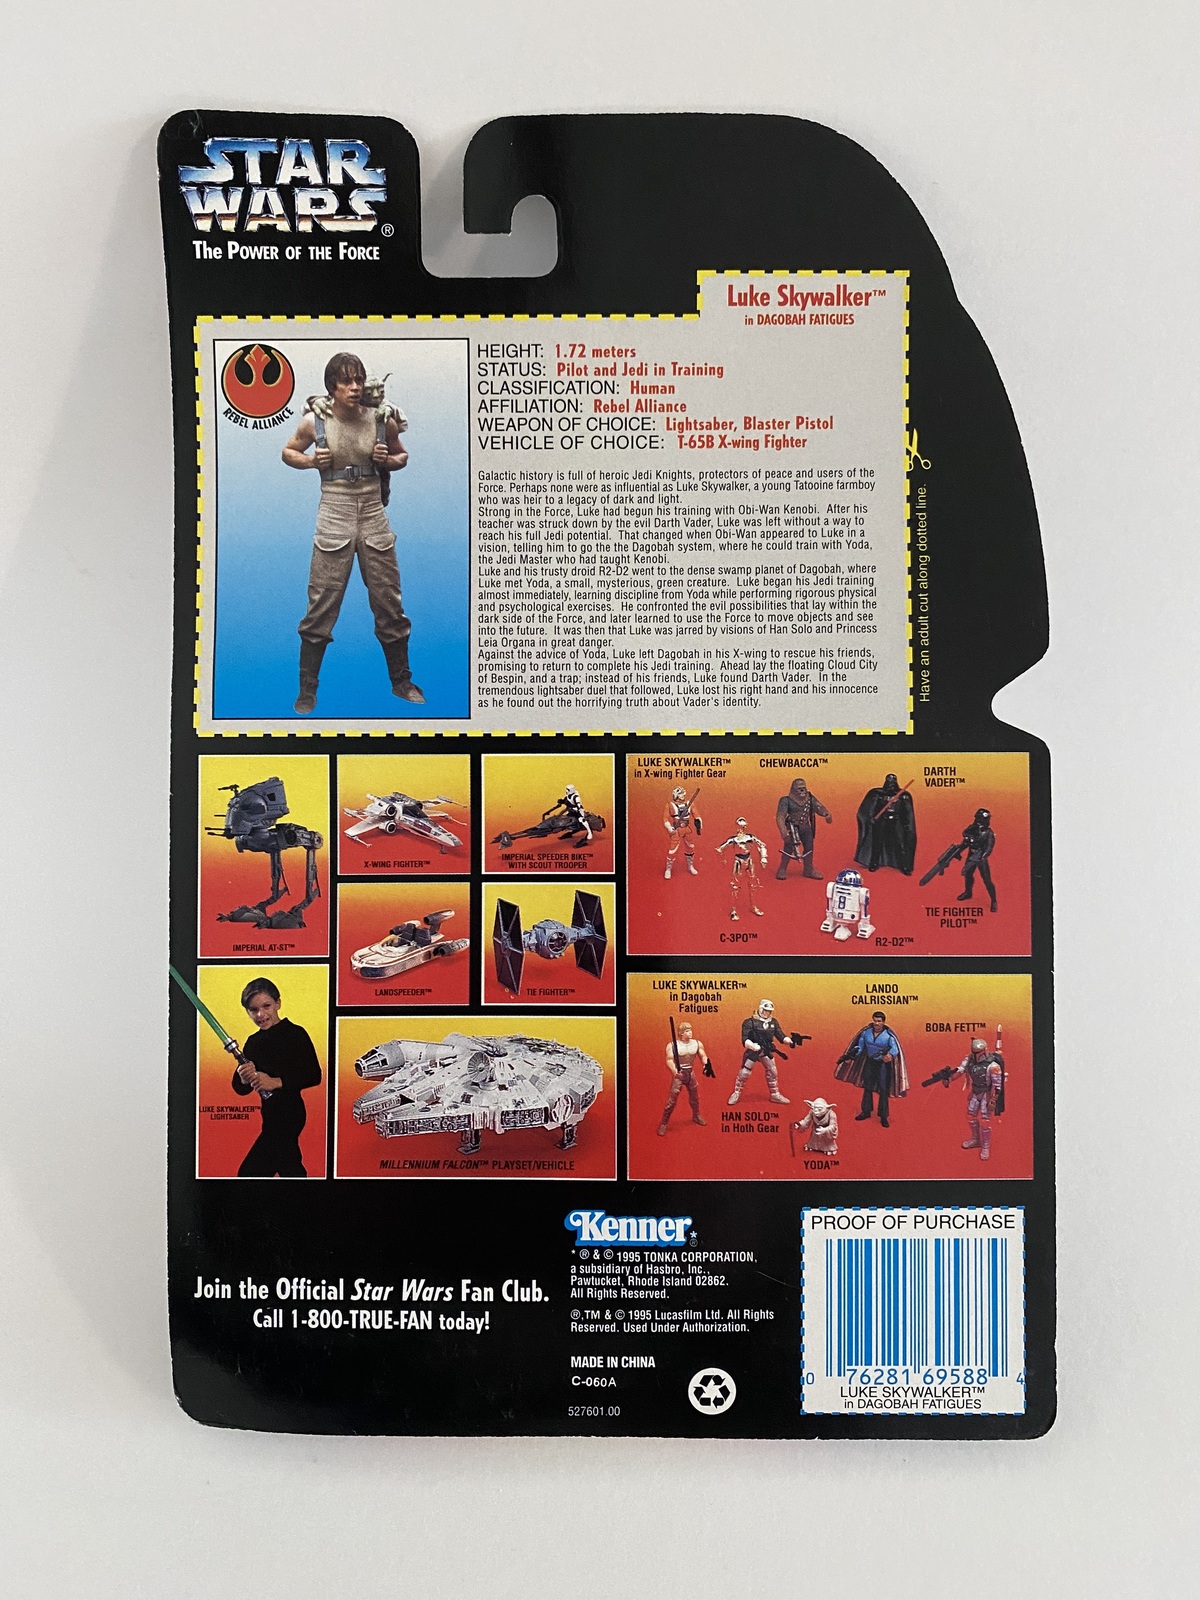 STAR
WARS®
The POWER OF THE FORCE
Luke Skywalker™
in DAGOBAH FATIGUES
REBEL ALLIANCE
HEIGHT: 1.72 meters
STATUS: Pilot and Jedi in Training
CLASSIFICATION: Human
AFFILIATION: Rebel Alliance
WEAPON OF CHOICE: Lightsaber, Blaster Pistol
VEHICLE OF CHOICE: T-65B X-wing Fighter
Galactic history is full of heroic Jedi Knights, protectors of peace and users of the
Force. Perhaps none were as influential as Luke Skywalker, a young Tatooine farmboy
who was heir to a legacy of dark and light.
Strong in the Force, Luke had begun his training with Obi-Wan Kenobi. After his
teacher was struck down by the evil Darth Vader, Luke was left without a way to
reach his full Jedi potential. That changed when Obi-Wan appeared to Luke in a
vision, telling him to go the the Dagobah system, where he could train with Yoda,
the Jedi Master who had taught Kenobi.
Luke and his trusty droid R2-D2 went to the dense swamp planet of Dagobah, where
Luke met Yoda, a small, mysterious, green creature. Luke began his Jedi training
almost immediately, learning discipline from Yoda while performing rigorous physical
and psychological exercises. He confronted the evil possibilities that lay within the
dark side of the Force, and later learned to use the Force to move objects and see
into the future. It was then that Luke was jarred by visions of Han Solo and Princess
Leia Organa in great danger.
Against the advice of Yoda, Luke left Dagobah in his X-wing to rescue his friends,
promising to return to complete his Jedi training. Ahead lay the floating Cloud City
of Bespin, and a trap; instead of his friends, Luke found Darth Vader. In the
tremendous lightsaber duel that followed, Luke lost his right hand and his innocence
as he found out the horrifying truth about Vader's identity.
Have an adult cut along dotted line.
IMPERIAL AT-ST™
X-WING FIGHTER™
IMPERIAL SPEEDER BIKE™
WITH SCOUT TROOPER
LANDSPEEDER™
TIE FIGHTER™
LUKE SKYWALKER™
LIGHTSABER
MILLENNIUM FALCON™ PLAYSET/VEHICLE
LUKE SKYWALKER™
in X-wing Fighter Gear
CHEWBACCA™
DARTH
VADER™
C-3PO™
R2-D2™
TIE FIGHTER
PILOT™
LUKE SKYWALKER™
in Dagobah
Fatigues
LANDO
CALRISSIAN™
BOBA FETT™
HAN SOLO™
in Hoth Gear
YODA™
Join the Official Star Wars Fan Club.
Call 1-800-TRUE-FAN today!
Kenner®*
* ® & © 1995 TONKA CORPORATION,
a subsidiary of Hasbro, Inc.,
Pawtucket, Rhode Island 02862.
All Rights Reserved.
®,TM & © 1995 Lucasfilm Ltd. All Rights
Reserved. Used Under Authorization.
MADE IN CHINA
C-060A
527601.00
PROOF OF PURCHASE
0 76281 69588 4
LUKE SKYWALKER™
in DAGOBAH FATIGUES